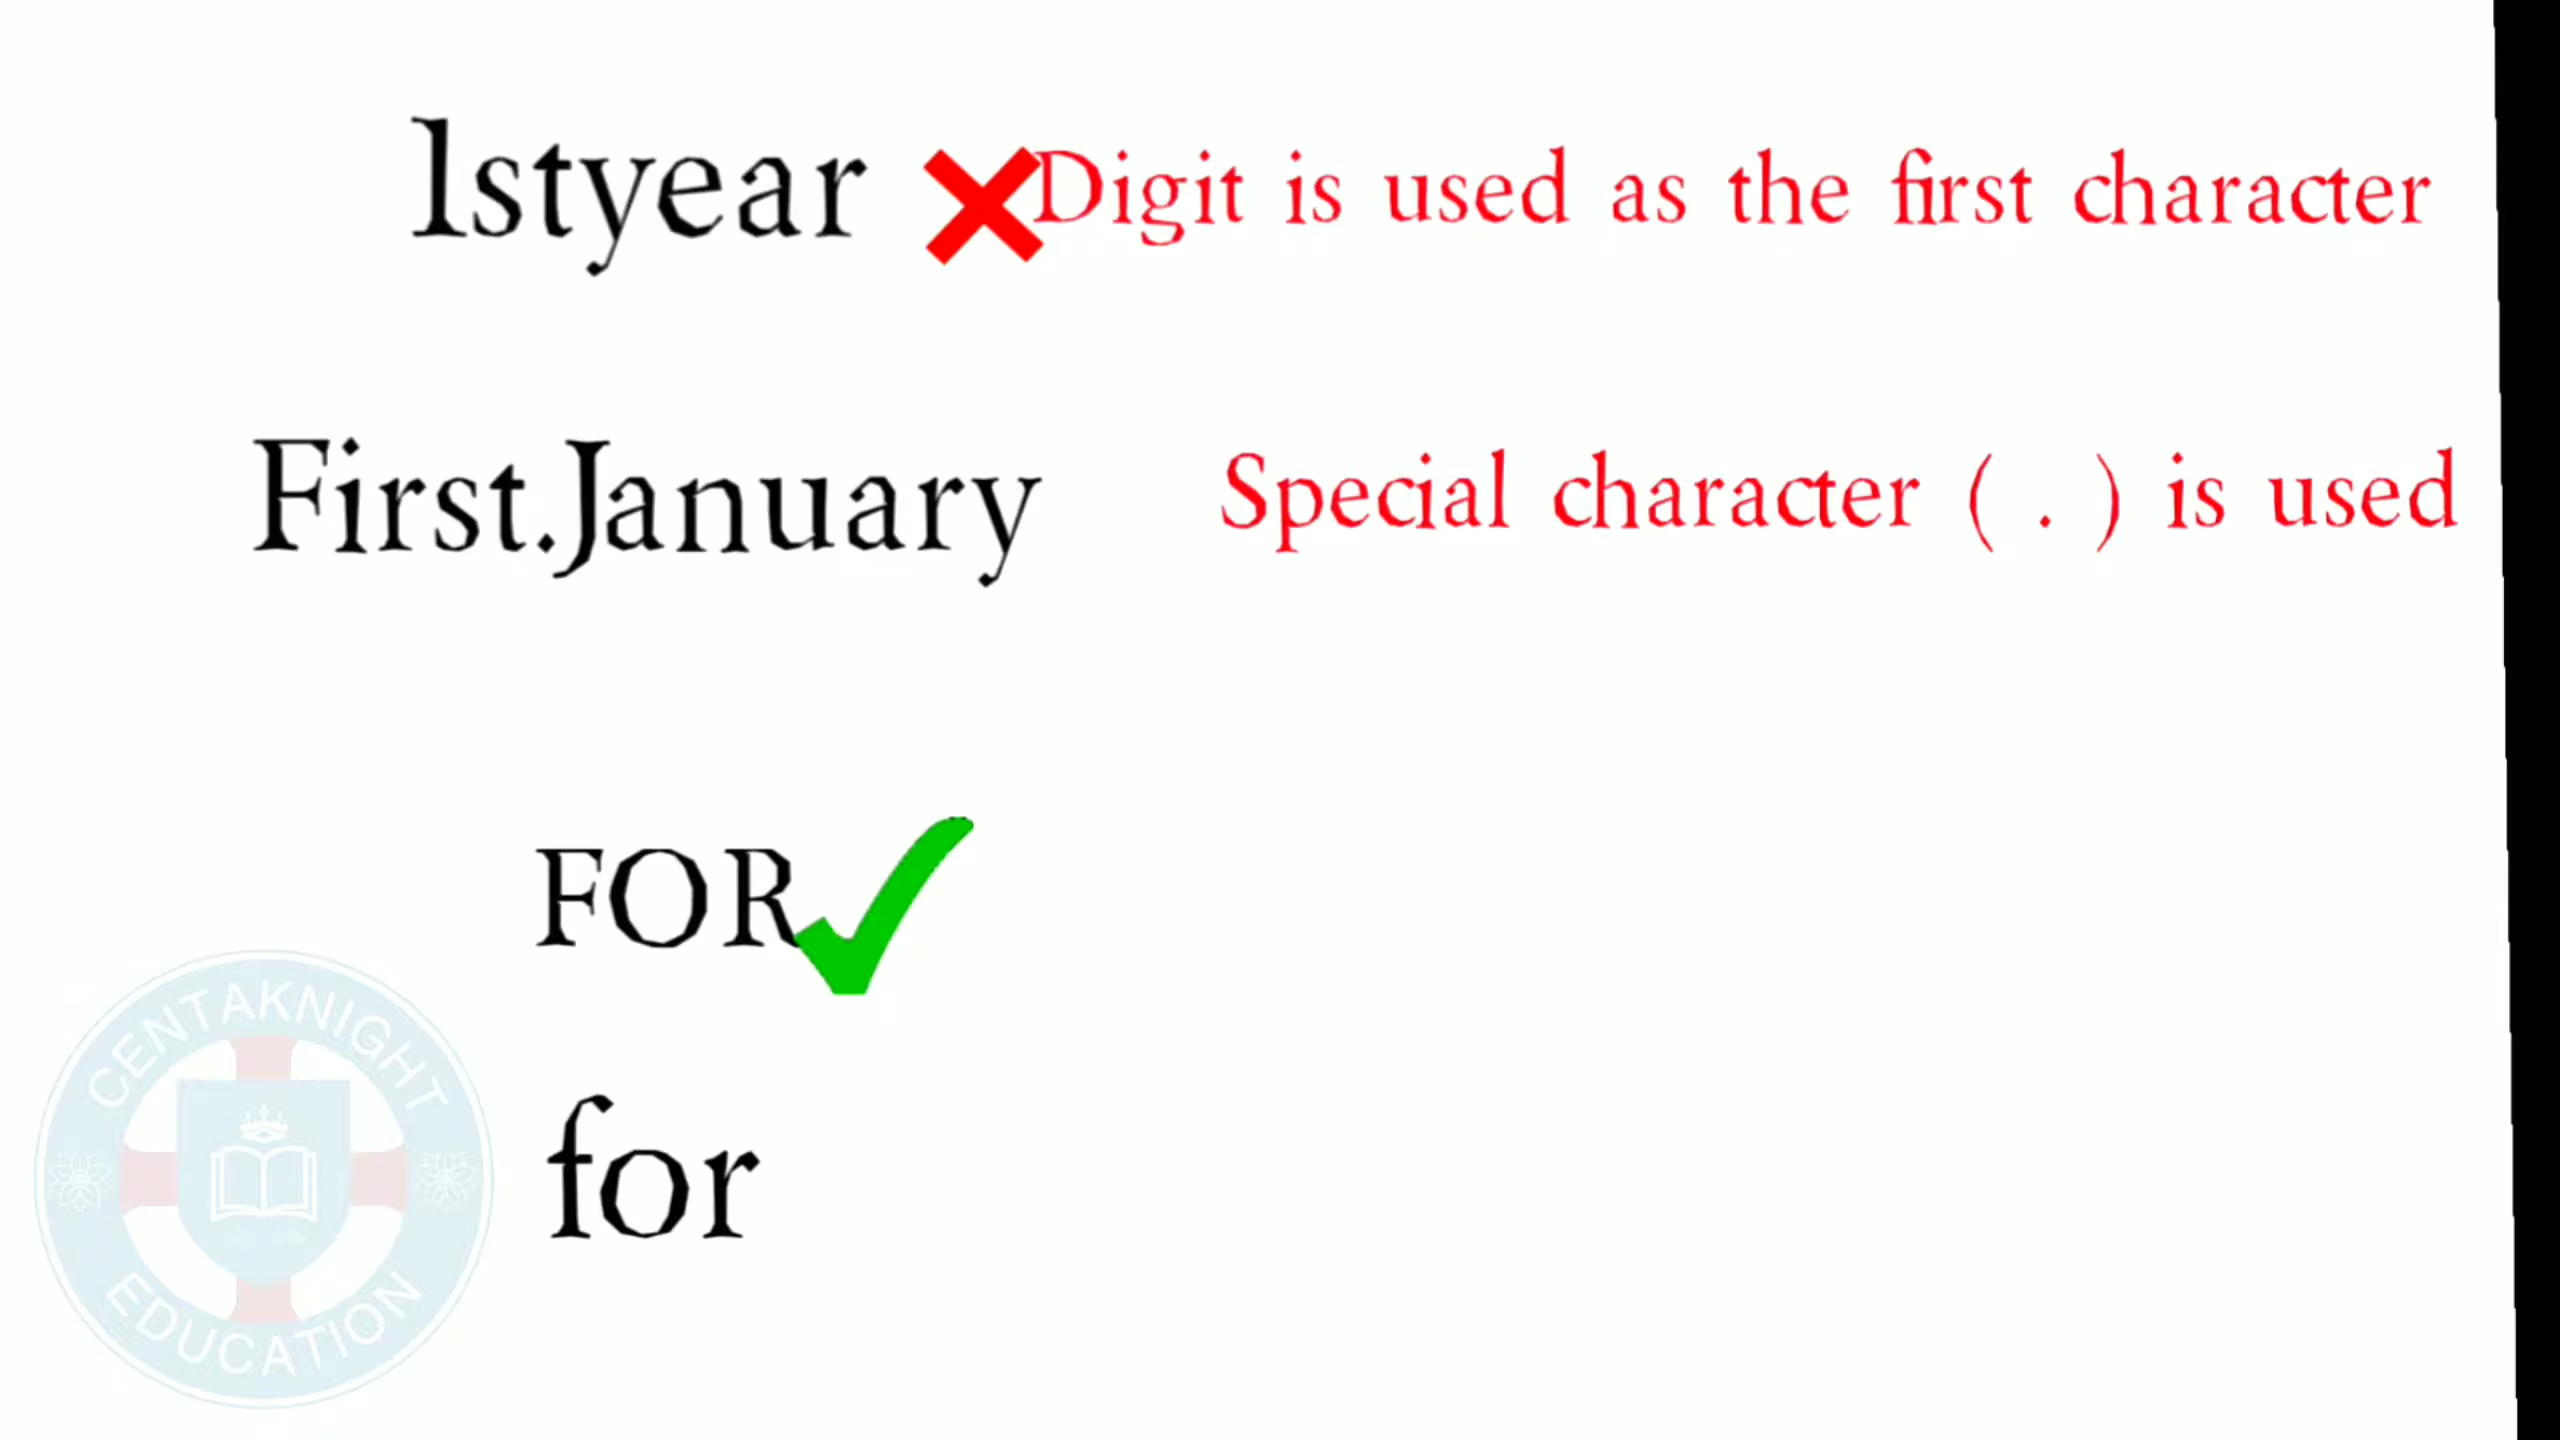 1styear Digit is used as the first character
First.January Special character ( . ) is used
FOR
for
CENTAKNIGHT
EDUCATION